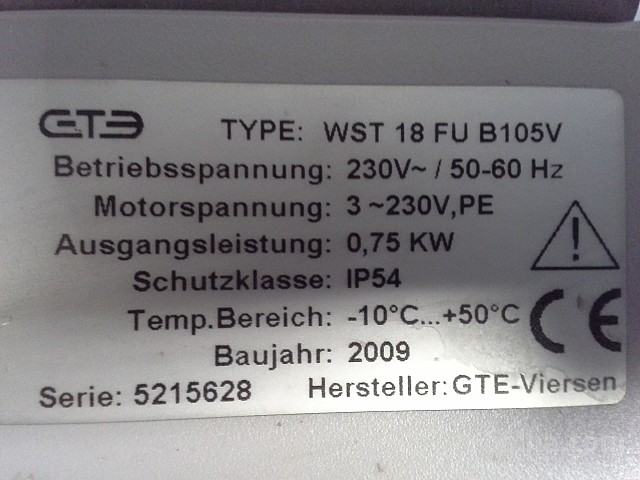 GTE TYPE: WST 18 FU B105V
Betriebsspannung: 230V~ / 50-60 Hz
Motorspannung: 3 ~230V,PE
Ausgangsleistung: 0,75 KW
Schutzklasse: IP54
Temp.Bereich: -10°C...+50°C CE
Baujahr: 2009
Serie: 5215628 Hersteller: GTE-Viersen